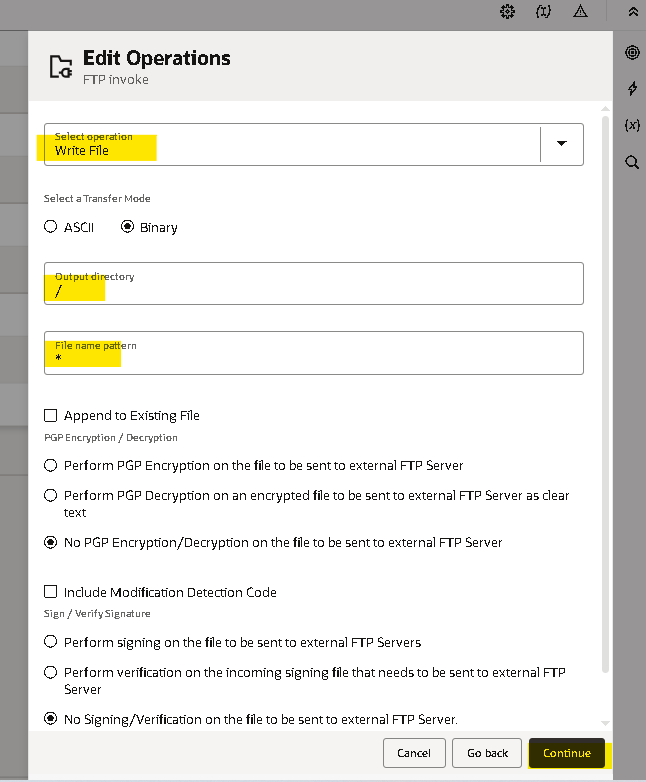 Edit Operations
FTP invoke
Select operation
Write File
Select a Transfer Mode
ASCII
Binary
Output directory
/
File name pattern
*
Append to Existing File
PGP Encryption / Decryption
Perform PGP Encryption on the file to be sent to external FTP Server
Perform PGP Decryption on an encrypted file to be sent to external FTP Server as clear
text
No PGP Encryption/Decryption on the file to be sent to external FTP Server
Include Modification Detection Code
Sign / Verify Signature
Perform signing on the file to be sent to external FTP Servers
Perform verification on the incoming signing file that needs to be sent to external FTP
Server
No Signing/Verification on the file to be sent to external FTP Server.
Cancel
Go back
Continue